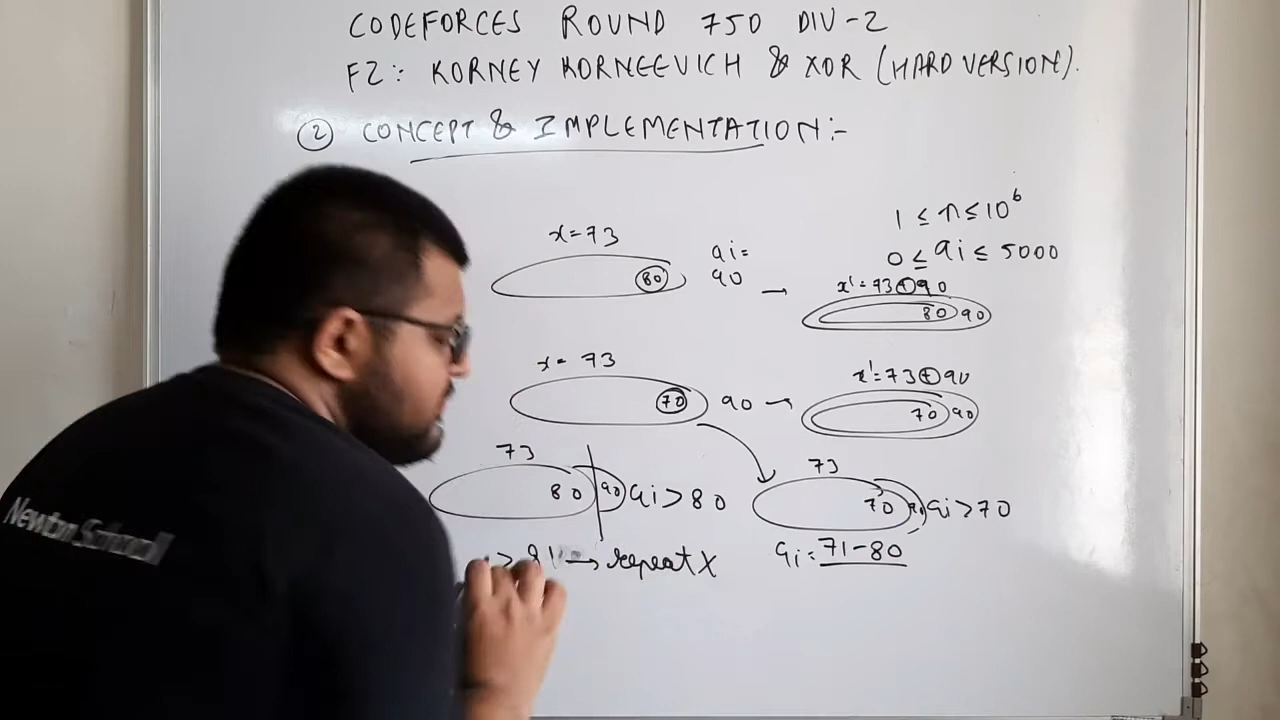 CODEFORCES ROUND 750 DIV-2
F2:- KORNEY KORNEEVICH & XOR (HARD VERSION).
② CONCEPT & IMPLEMENTATION:-
1 ≤ n ≤ 10⁶
0 ≤ ai ≤ 5000
x=73
80
ai=
90 →
x'=73⊕90
80 90
x= 73
70
90 →
x'=73⊕90
70 90
73
80 90 ai>80
73
70 90 ai>70
> 81 → repeat X
ai=71-80
Newton School